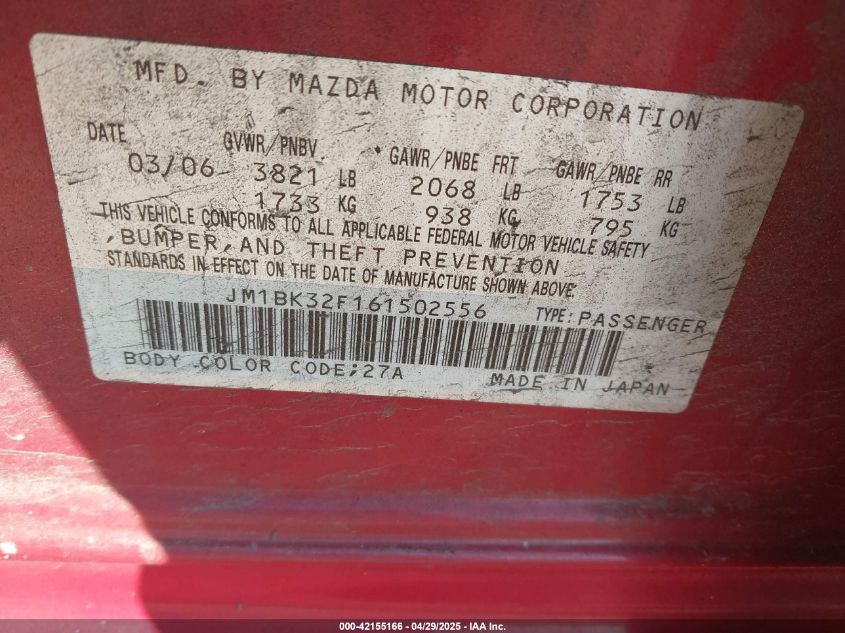 MFD. BY MAZDA MOTOR CORPORATION
DATE GVWR/PNBV GAWR/PNBE FRT GAWR/PNBE RR
03/06 3821 LB 2068 LB 1753 LB
1733 KG 938 KG 795 KG
THIS VEHICLE CONFORMS TO ALL APPLICABLE FEDERAL MOTOR VEHICLE SAFETY
,BUMPER,AND THEFT PREVENTION
STANDARDS IN EFFECT ON THE DATE OF MANUFACTURE SHOWN ABOVE.
JM1BK32F161502556 TYPE:PASSENGER
BODY COLOR CODE;27A MADE IN JAPAN
000-42155166 - 04/29/2025 - IAA Inc.